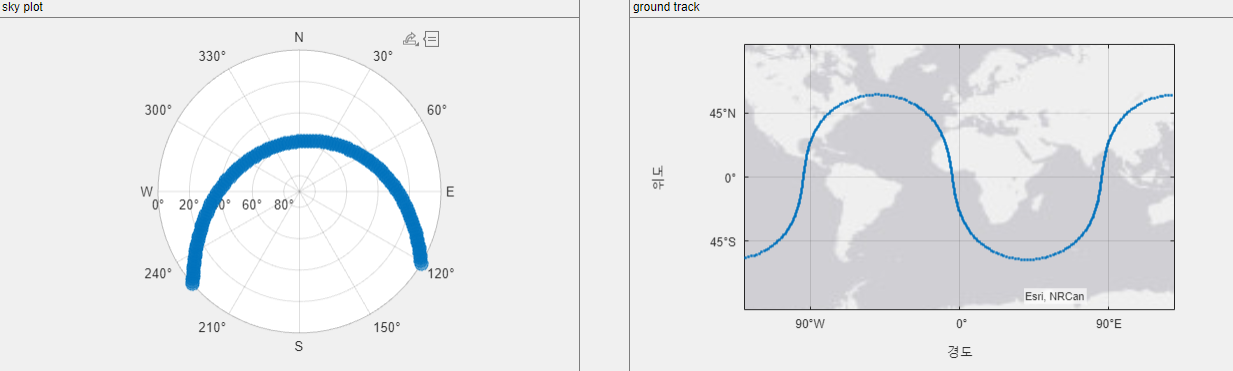 sky plot
N
330° 30°
300° 60°
W E
0° 20° 0° 60° 80°
240° 120°
210° 150°
S
ground track
45°N
0°
45°S
위도
Esri, NRCan
90°W 0° 90°E
경도